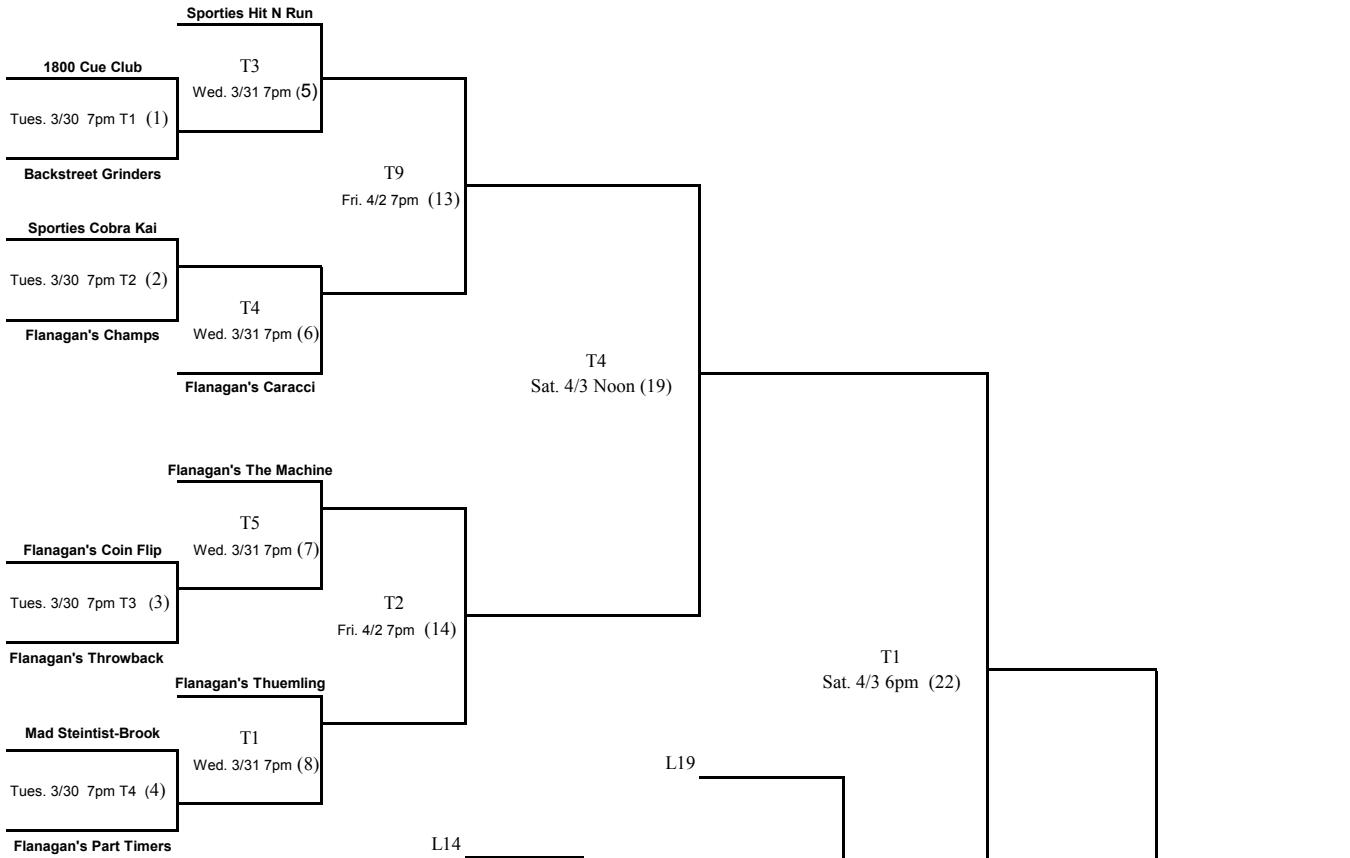 Sporties Hit N Run
1800 Cue Club
T3
Wed. 3/31 7pm (5)
Tues. 3/30 7pm T1 (1)
Backstreet Grinders
T9
Fri. 4/2 7pm (13)
Sporties Cobra Kai
Tues. 3/30 7pm T2 (2)
T4
Wed. 3/31 7pm (6)
Flanagan's Champs
T4
Sat. 4/3 Noon (19)
Flanagan's Caracci
Flanagan's The Machine
T5
Wed. 3/31 7pm (7)
Flanagan's Coin Flip
Tues. 3/30 7pm T3 (3)
T2
Fri. 4/2 7pm (14)
Flanagan's Throwback
T1
Sat. 4/3 6pm (22)
Flanagan's Thuemling
Mad Steintist-Brook
T1
Wed. 3/31 7pm (8)
L19
Tues. 3/30 7pm T4 (4)
Flanagan's Part Timers
L14